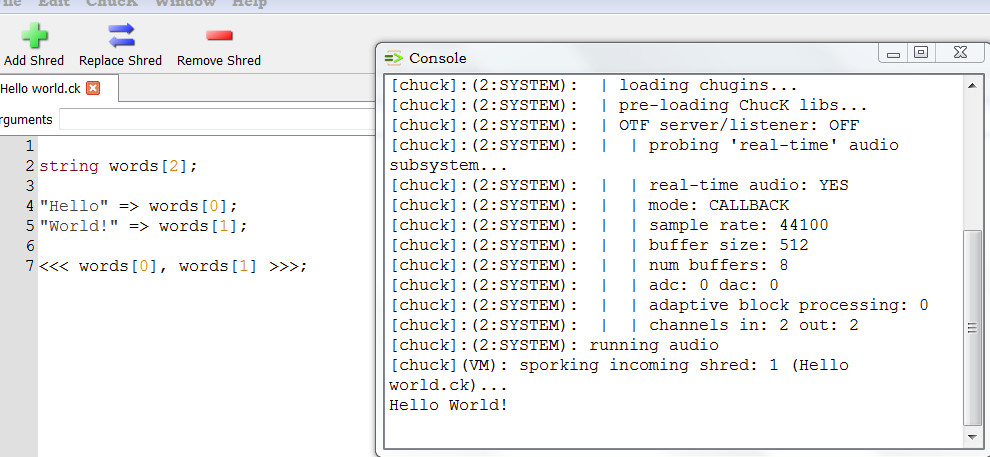 File Edit ChucK Window Help
Add Shred Replace Shred Remove Shred
Hello world.ck
rguments
1
2 string words[2];
3
4 "Hello" => words[0];
5 "World!" => words[1];
6
7 <<< words[0], words[1] >>>;
Console
[chuck]:(2:SYSTEM): | loading chugins...
[chuck]:(2:SYSTEM): | pre-loading ChucK libs...
[chuck]:(2:SYSTEM): | OTF server/listener: OFF
[chuck]:(2:SYSTEM): | | probing 'real-time' audio
subsystem...
[chuck]:(2:SYSTEM): | | real-time audio: YES
[chuck]:(2:SYSTEM): | | mode: CALLBACK
[chuck]:(2:SYSTEM): | | sample rate: 44100
[chuck]:(2:SYSTEM): | | buffer size: 512
[chuck]:(2:SYSTEM): | | num buffers: 8
[chuck]:(2:SYSTEM): | | adc: 0 dac: 0
[chuck]:(2:SYSTEM): | | adaptive block processing: 0
[chuck]:(2:SYSTEM): | | channels in: 2 out: 2
[chuck]:(2:SYSTEM): running audio
[chuck](VM): sporking incoming shred: 1 (Hello
world.ck)...
Hello World!